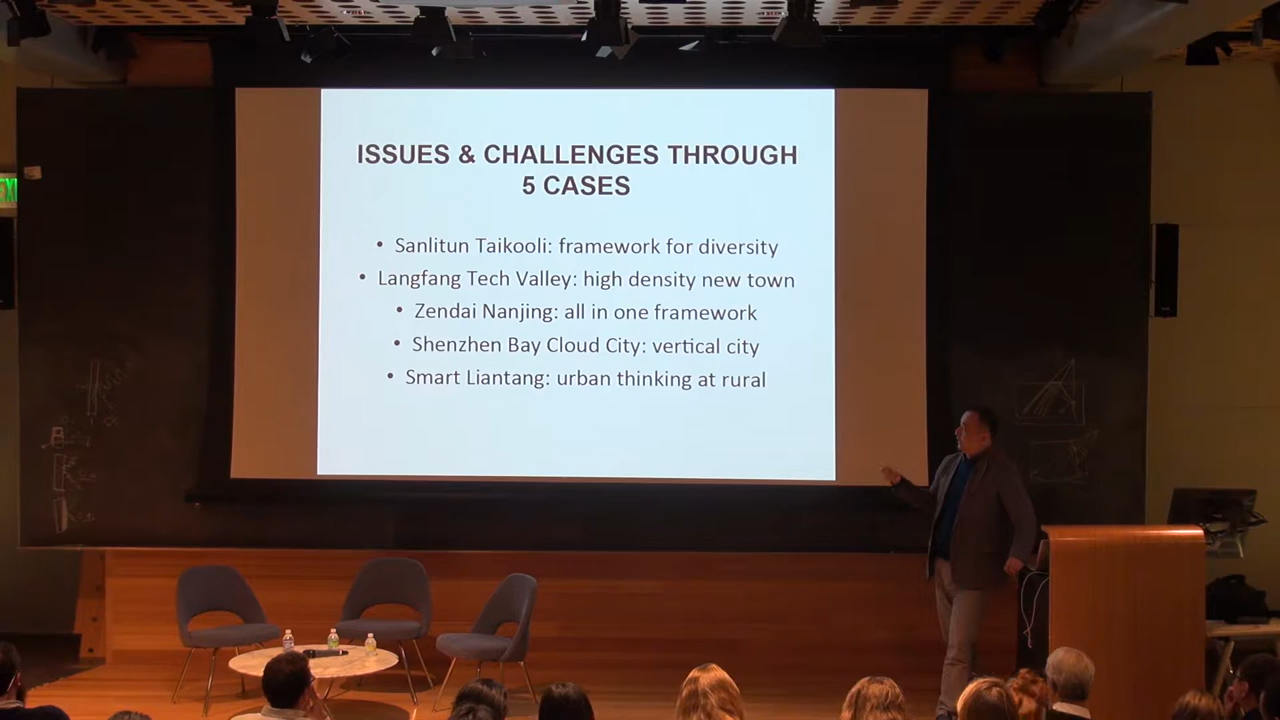 ISSUES & CHALLENGES THROUGH
5 CASES
• Sanlitun Taikooli: framework for diversity
• Langfang Tech Valley: high density new town
• Zendai Nanjing: all in one framework
• Shenzhen Bay Cloud City: vertical city
• Smart Liantang: urban thinking at rural